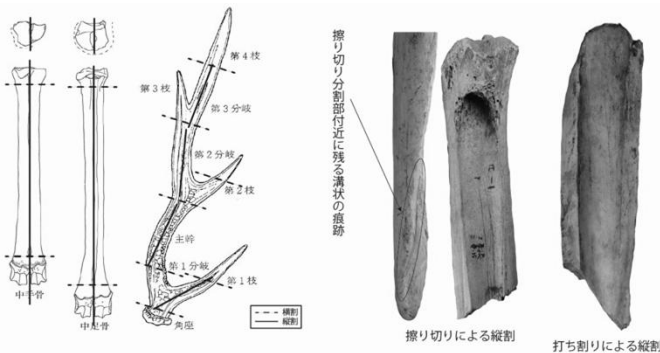 第4枝
第3枝
第3分岐
第2分岐
第2枝
主幹
第1分岐
第1枝
角座
中手骨
中足骨
横割
縦割
擦り切り分割部付近に残る溝状の痕跡
擦り切りによる縦割
打ち割りによる縦割